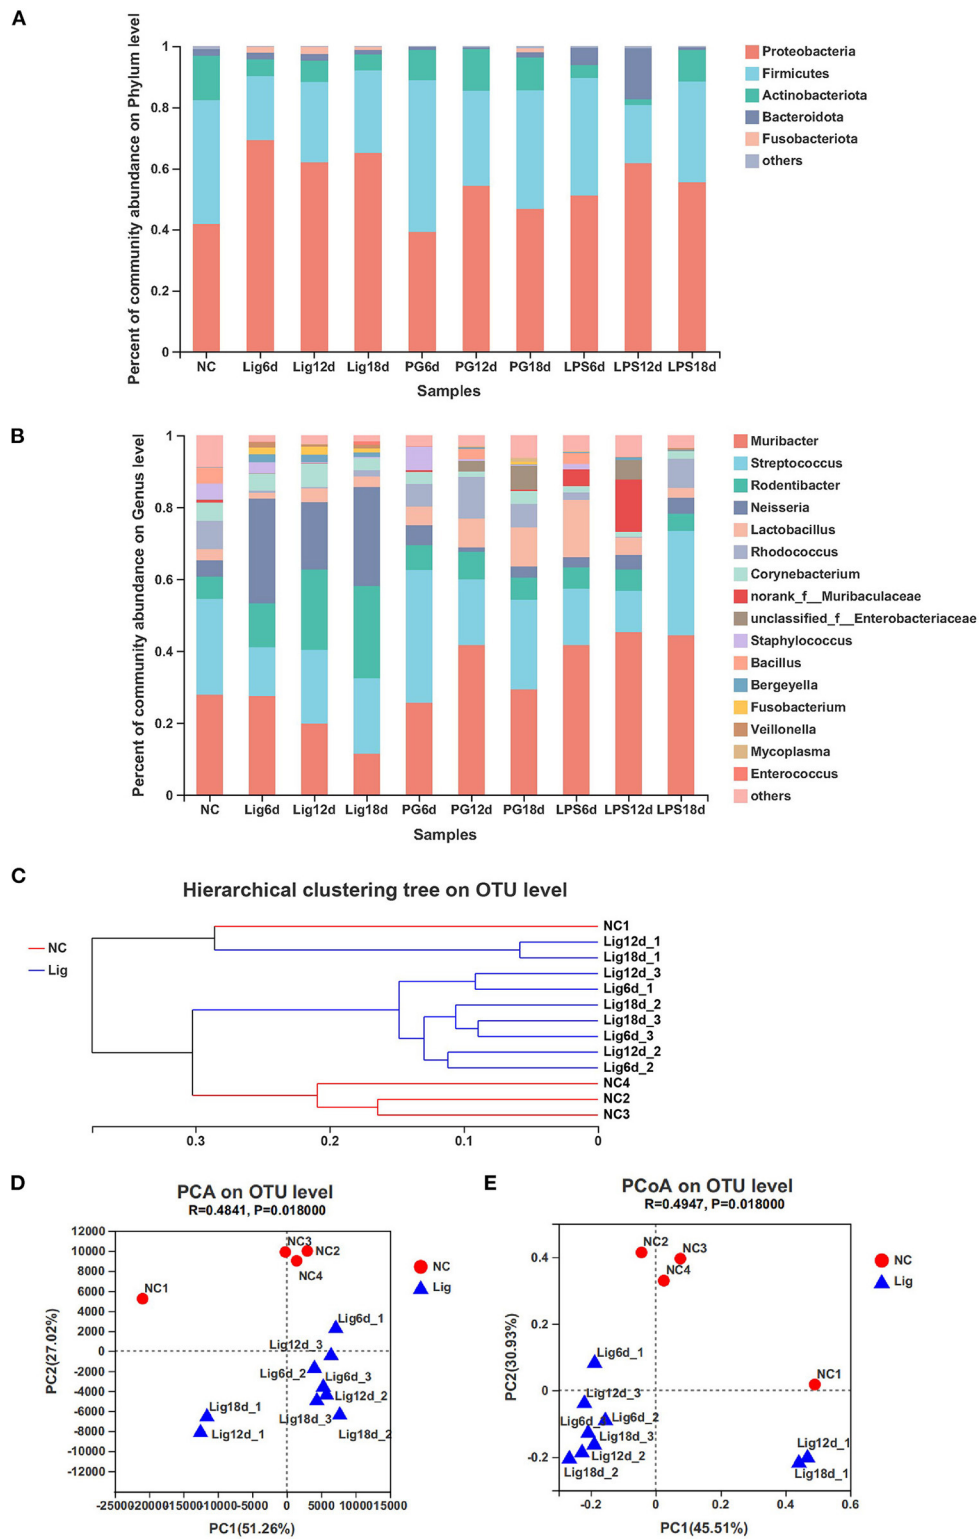 A
Percent of community abundance on Phylum level
1
0.8
0.6
0.4
0.2
0
NC Lig6d Lig12d Lig18d PG6d PG12d PG18d LPS6d LPS12d LPS18d
Samples
Proteobacteria
Firmicutes
Actinobacteriota
Bacteroidota
Fusobacteriota
others
B
Percent of community abundance on Genus level
1
0.8
0.6
0.4
0.2
0
NC Lig6d Lig12d Lig18d PG6d PG12d PG18d LPS6d LPS12d LPS18d
Samples
Muribacter
Streptococcus
Rodentibacter
Neisseria
Lactobacillus
Rhodococcus
Corynebacterium
norank_f__Muribaculaceae
unclassified_f__Enterobacteriaceae
Staphylococcus
Bacillus
Bergeyella
Fusobacterium
Veillonella
Mycoplasma
Enterococcus
others
C
Hierarchical clustering tree on OTU level
NC
Lig
NC1
Lig12d_1
Lig18d_1
Lig12d_3
Lig6d_1
Lig18d_2
Lig18d_3
Lig6d_3
Lig12d_2
Lig6d_2
NC4
NC2
NC3
0.3 0.2 0.1 0
D
PCA on OTU level
R=0.4841, P=0.018000
PC2(27.02%)
12000
10000
8000
6000
4000
2000
0
-2000
-4000
-6000
-8000
-10000
-12000
NC3
NC2
NC4
NC1
Lig6d_1
Lig12d_3
Lig6d_2
Lig6d_3
Lig12d_2
Lig18d_1
Lig18d_3
Lig12d_1
Lig18d_2
-25000 -20000 -15000 -10000 -5000 0 5000 10000 15000
PC1(51.26%)
NC
Lig
E
PCoA on OTU level
R=0.4947, P=0.018000
PC2(30.93%)
0.4
0.2
0
-0.2
NC2
NC3
NC4
Lig6d_1
NC1
Lig12d_3
Lig6d_2
Lig18d_3
Lig12d_1
Lig12d_2
Lig18d_2
Lig18d_1
-0.2 0 0.2 0.4 0.6
PC1(45.51%)
NC
Lig